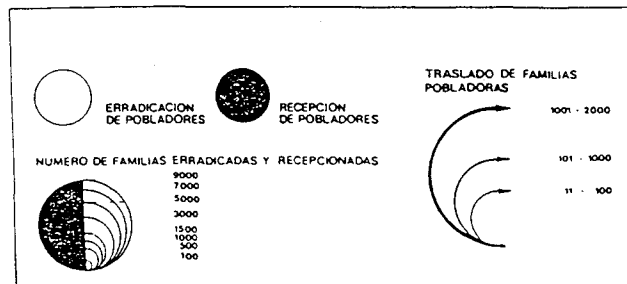 ERRADICACION
DE POBLADORES
RECEPCION
DE POBLADORES
NUMERO DE FAMILIAS ERRADICADAS Y RECEPCIONADAS
9000
7000
5000
3000
1500
1000
500
100
TRASLADO DE FAMILIAS
POBLADORAS
1001 - 2000
101 - 1000
11 - 100